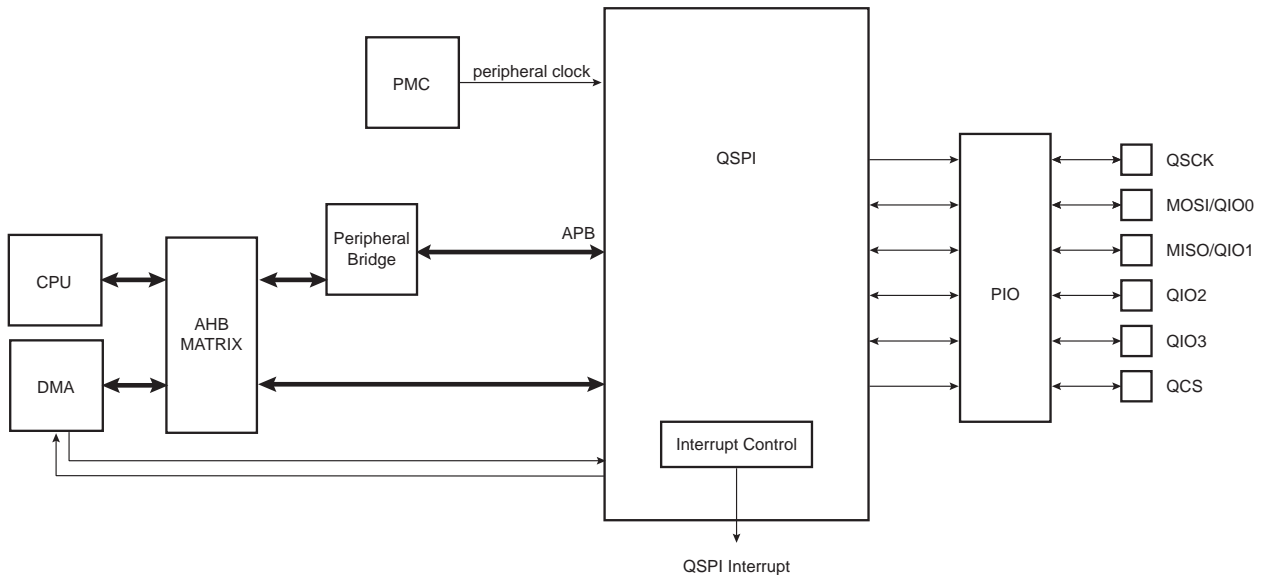 PMC
peripheral clock
QSPI
QSCK
MOSI/QIO0
MISO/QIO1
QIO2
QIO3
QCS
PIO
Peripheral
Bridge
APB
CPU
AHB
MATRIX
DMA
Interrupt Control
QSPI Interrupt